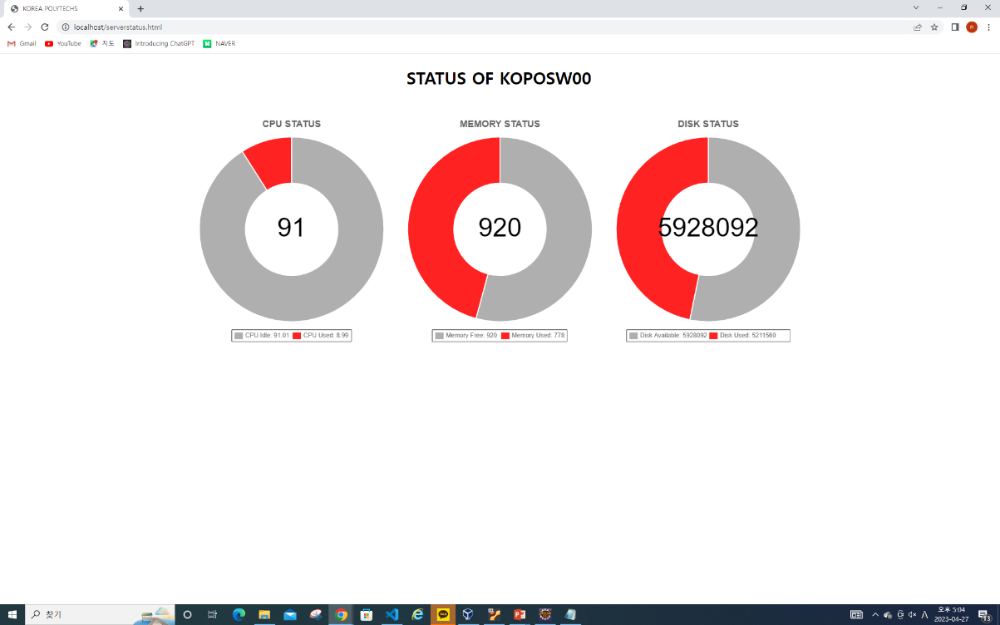 KOREA POLYTECHS
localhost/serverstatus.html
n
Gmail YouTube 지도 Introducing ChatGPT NAVER
STATUS OF KOPOSW00
CPU STATUS
91
CPU Idle: 91.01 CPU Used: 8.99
MEMORY STATUS
920
Memory Free: 920 Memory Used: 778
DISK STATUS
5928092
Disk Available: 5928092 Disk Used: 5211560
찾기
A
오후 5:04
2023-04-27